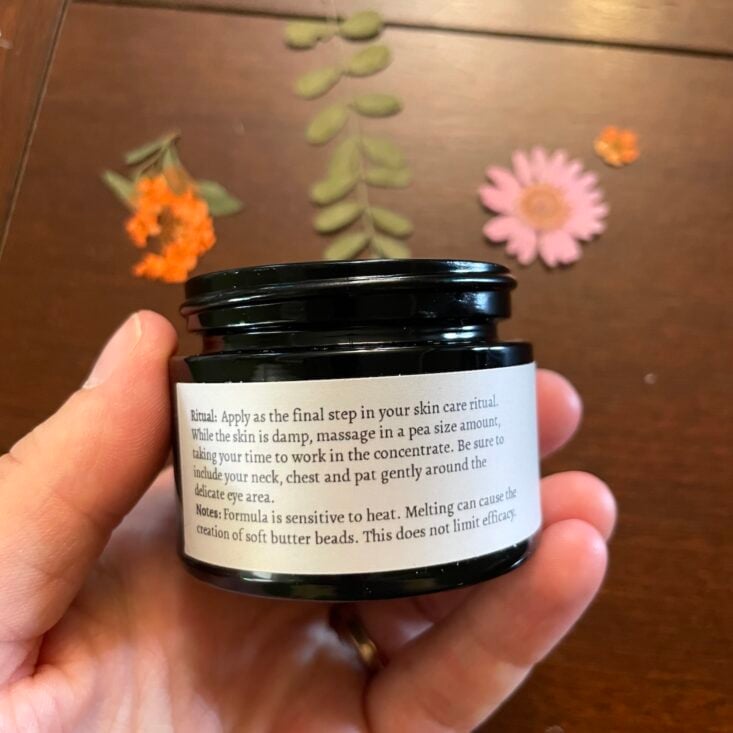 Ritual: Apply as the final step in your skin care ritual.
While the skin is damp, massage in a pea size amount,
taking your time to work in the concentrate. Be sure to
include your neck, chest and pat gently around the
delicate eye area.
Notes: Formula is sensitive to heat. Melting can cause the
creation of soft butter beads. This does not limit efficacy.